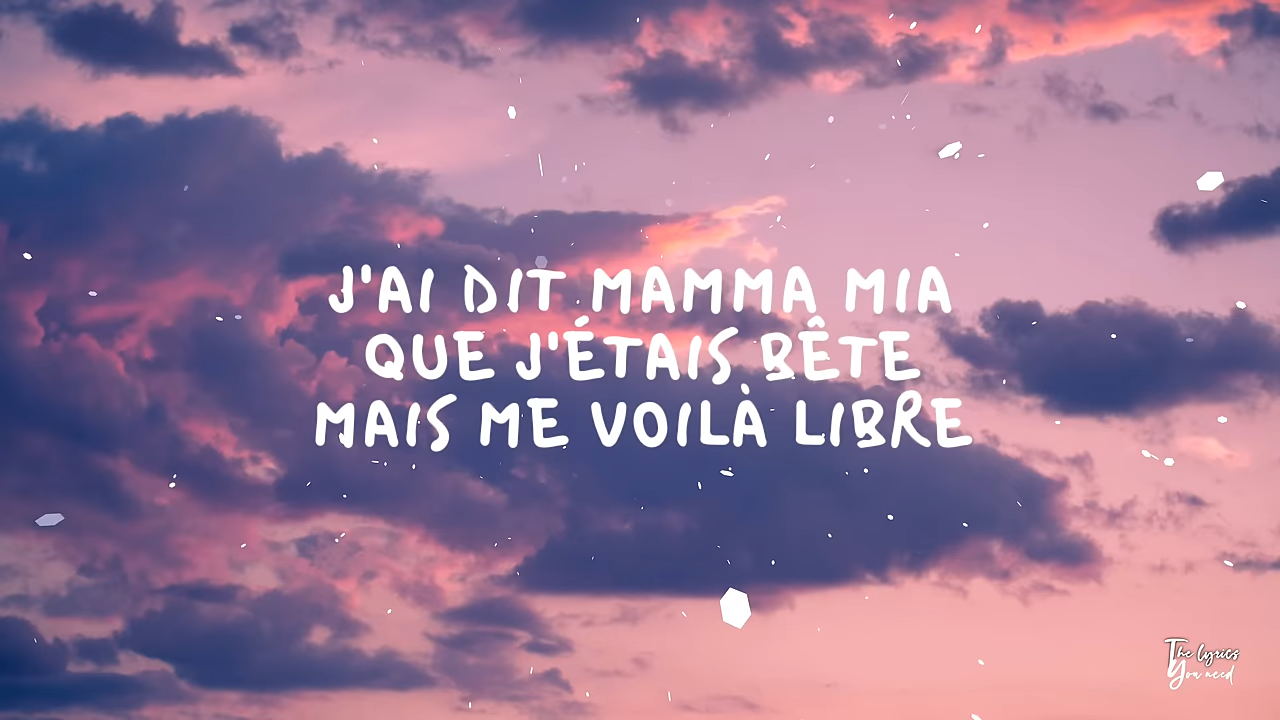 J'AI DIT MAMMA MIA
QUE J'ÉTAIS BÊTE
MAIS ME VOILÀ LIBRE
The lyrics
You need